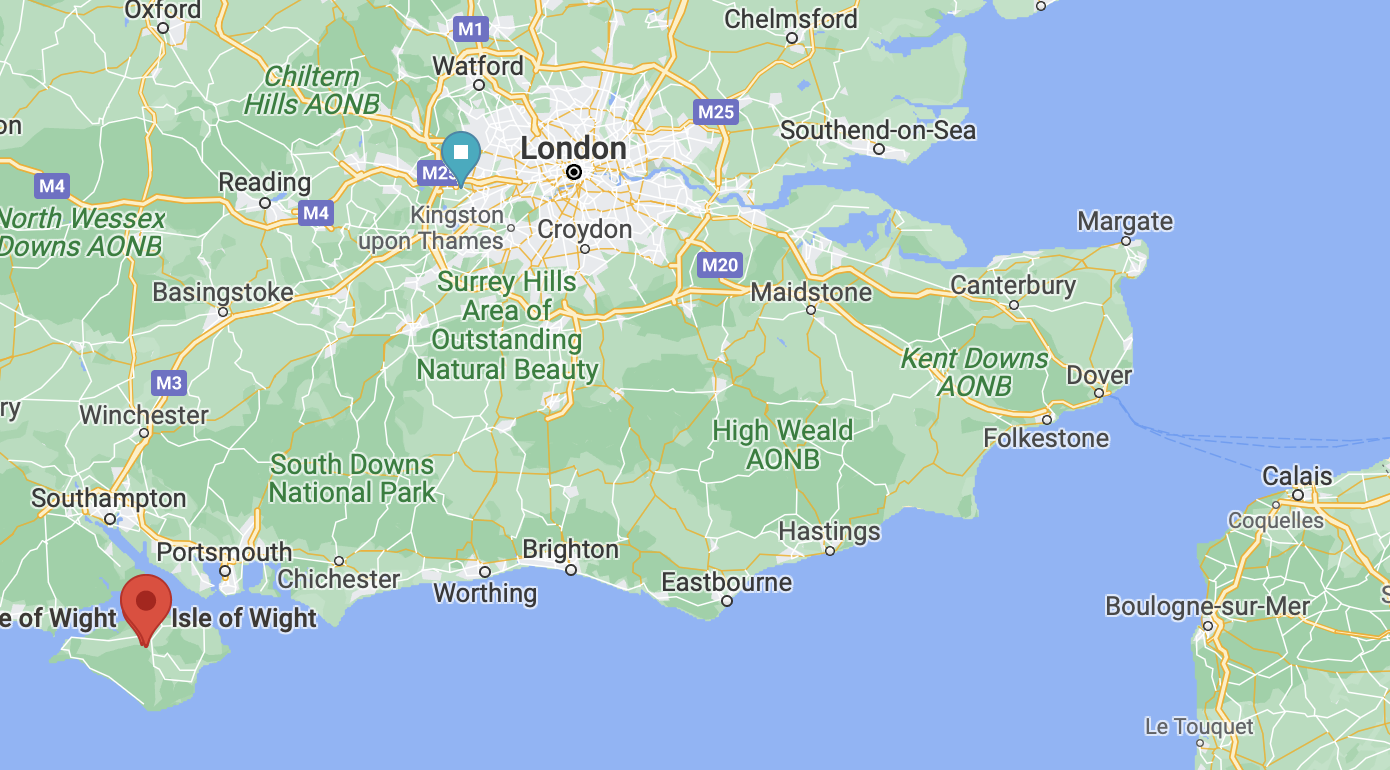 Oxford
M1
Chelmsford
Watford
Chiltern
Hills AONB
M25
on
Southend-on-Sea
London
M25
Reading
M4
M4
North Wessex
Downs AONB
Kingston
upon Thames
Croydon
Margate
M20
Surrey Hills
Area of
Outstanding
Natural Beauty
Basingstoke
Maidstone
Canterbury
Kent Downs
AONB
M3
Dover
ry
Winchester
High Weald
AONB
Folkestone
South Downs
National Park
Calais
Southampton
Coquelles
Hastings
Portsmouth
Brighton
Chichester
Worthing
Eastbourne
S
Boulogne-sur-Mer
e of Wight
Isle of Wight
Le Touquet